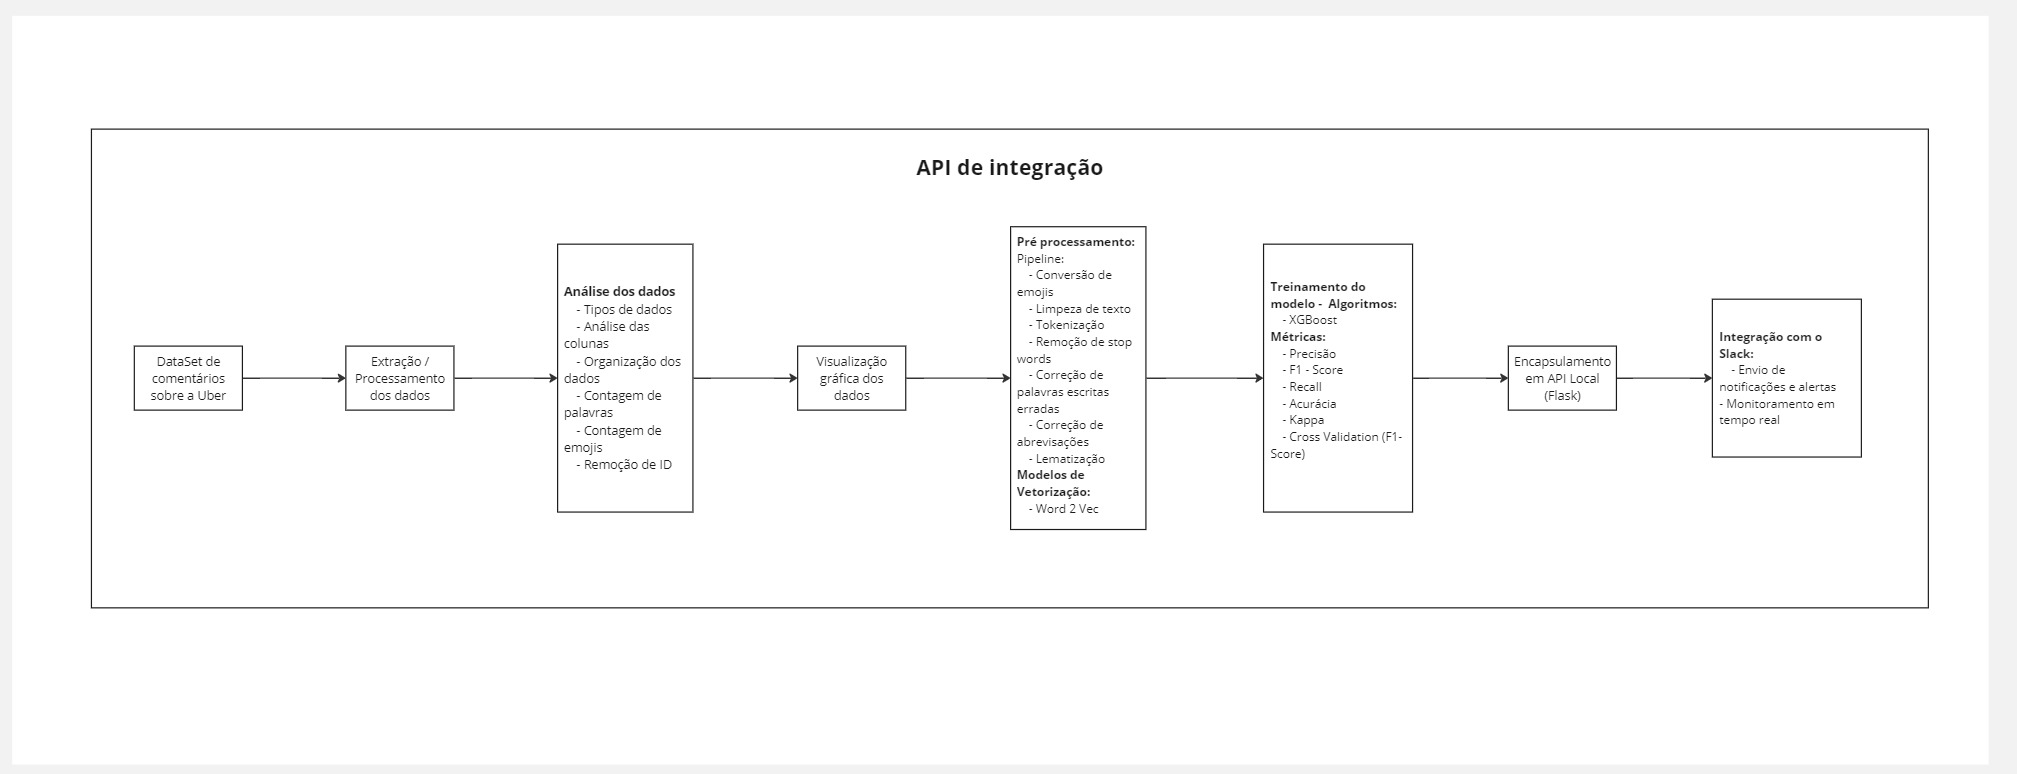 API de integração
DataSet de
comentários
sobre a Uber
Extração /
Processamento
dos dados
Análise dos dados
- Tipos de dados
- Análise das
colunas
- Organização dos
dados
- Contagem de
palavras
- Contagem de
emojis
- Remoção de ID
Visualização
gráfica dos
dados
Pré processamento:
Pipeline:
- Conversão de
emojis
- Limpeza de texto
- Tokenização
- Remoção de stop
words
- Correção de
palavras escritas
erradas
- Correção de
abrevisações
- Lematização
Modelos de
Vetorização:
- Word 2 Vec
Treinamento do
modelo - Algoritmos:
- XGBoost
Métricas:
- Precisão
- F1 - Score
- Recall
- Acurácia
- Kappa
- Cross Validation (F1-
Score)
Encapsulamento
em API Local
(Flask)
Integração com o
Slack:
- Envio de
notificações e alertas
- Monitoramento em
tempo real